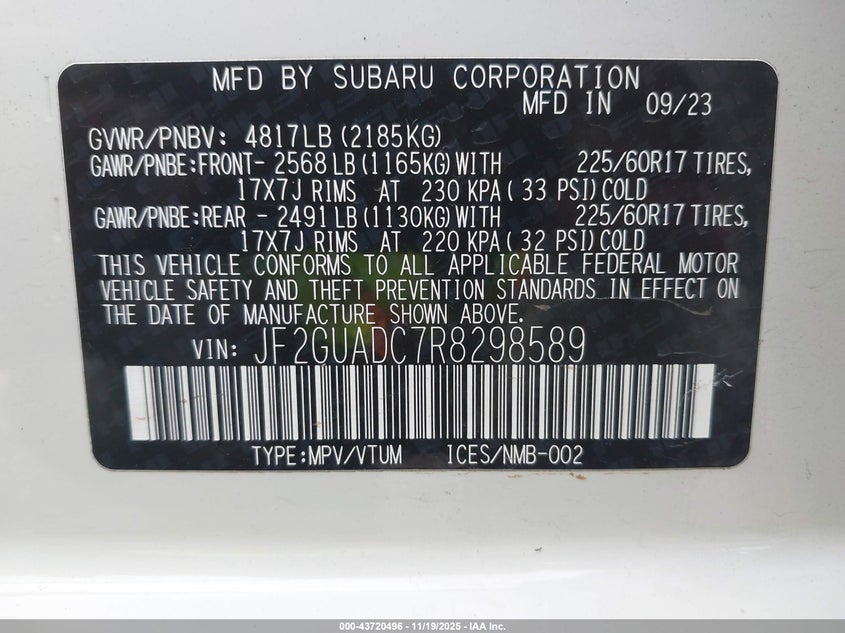 MFD BY SUBARU CORPORATION
MFD IN 09/23
GVWR/PNBV: 4817LB (2185KG)
GAWR/PNBE:FRONT- 2568 LB (1165KG) WITH 225/60R17 TIRES,
17X7J RIMS AT 230 KPA ( 33 PSI) COLD
GAWR/PNBE:REAR - 2491 LB (1130KG) WITH 225/60R17 TIRES,
17X7J RIMS AT 220 KPA ( 32 PSI) COLD
THIS VEHICLE CONFORMS TO ALL APPLICABLE FEDERAL MOTOR
VEHICLE SAFETY AND THEFT PREVENTION STANDARDS IN EFFECT ON
THE DATE OF MANUFACTURE SHOWN ABOVE.
VIN: JF2GUADC7R8298589
TYPE:MPV/VTUM ICES/NMB-002
000-43720496 - 11/19/2025 - IAA Inc.